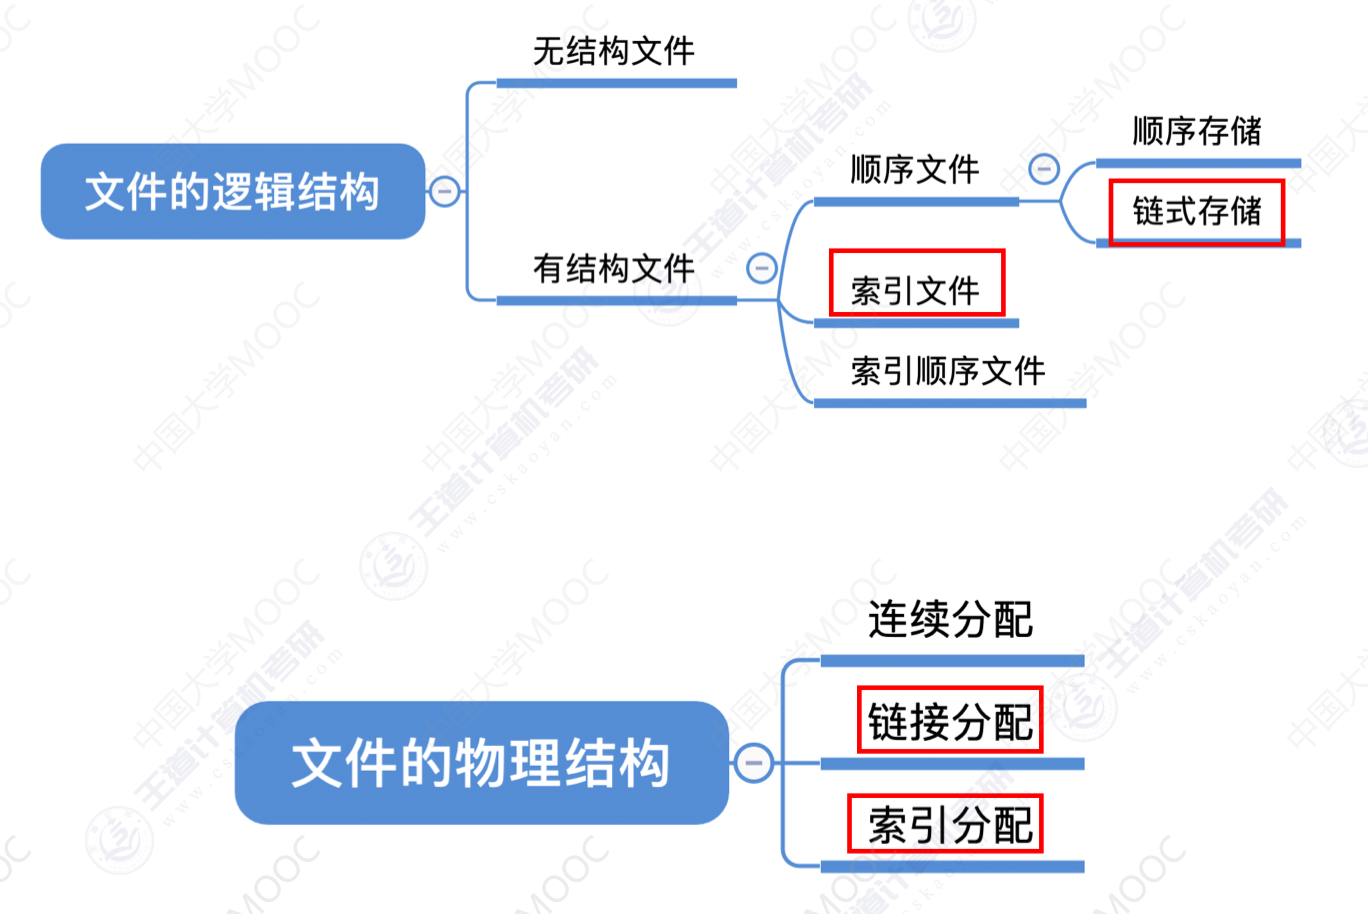 无结构文件
文件的逻辑结构
有结构文件
顺序文件
顺序存储
链式存储
索引文件
索引顺序文件
文件的物理结构
连续分配
链接分配
索引分配
中国大学MOOC
王道计算机考研
www.cskaoyan.com